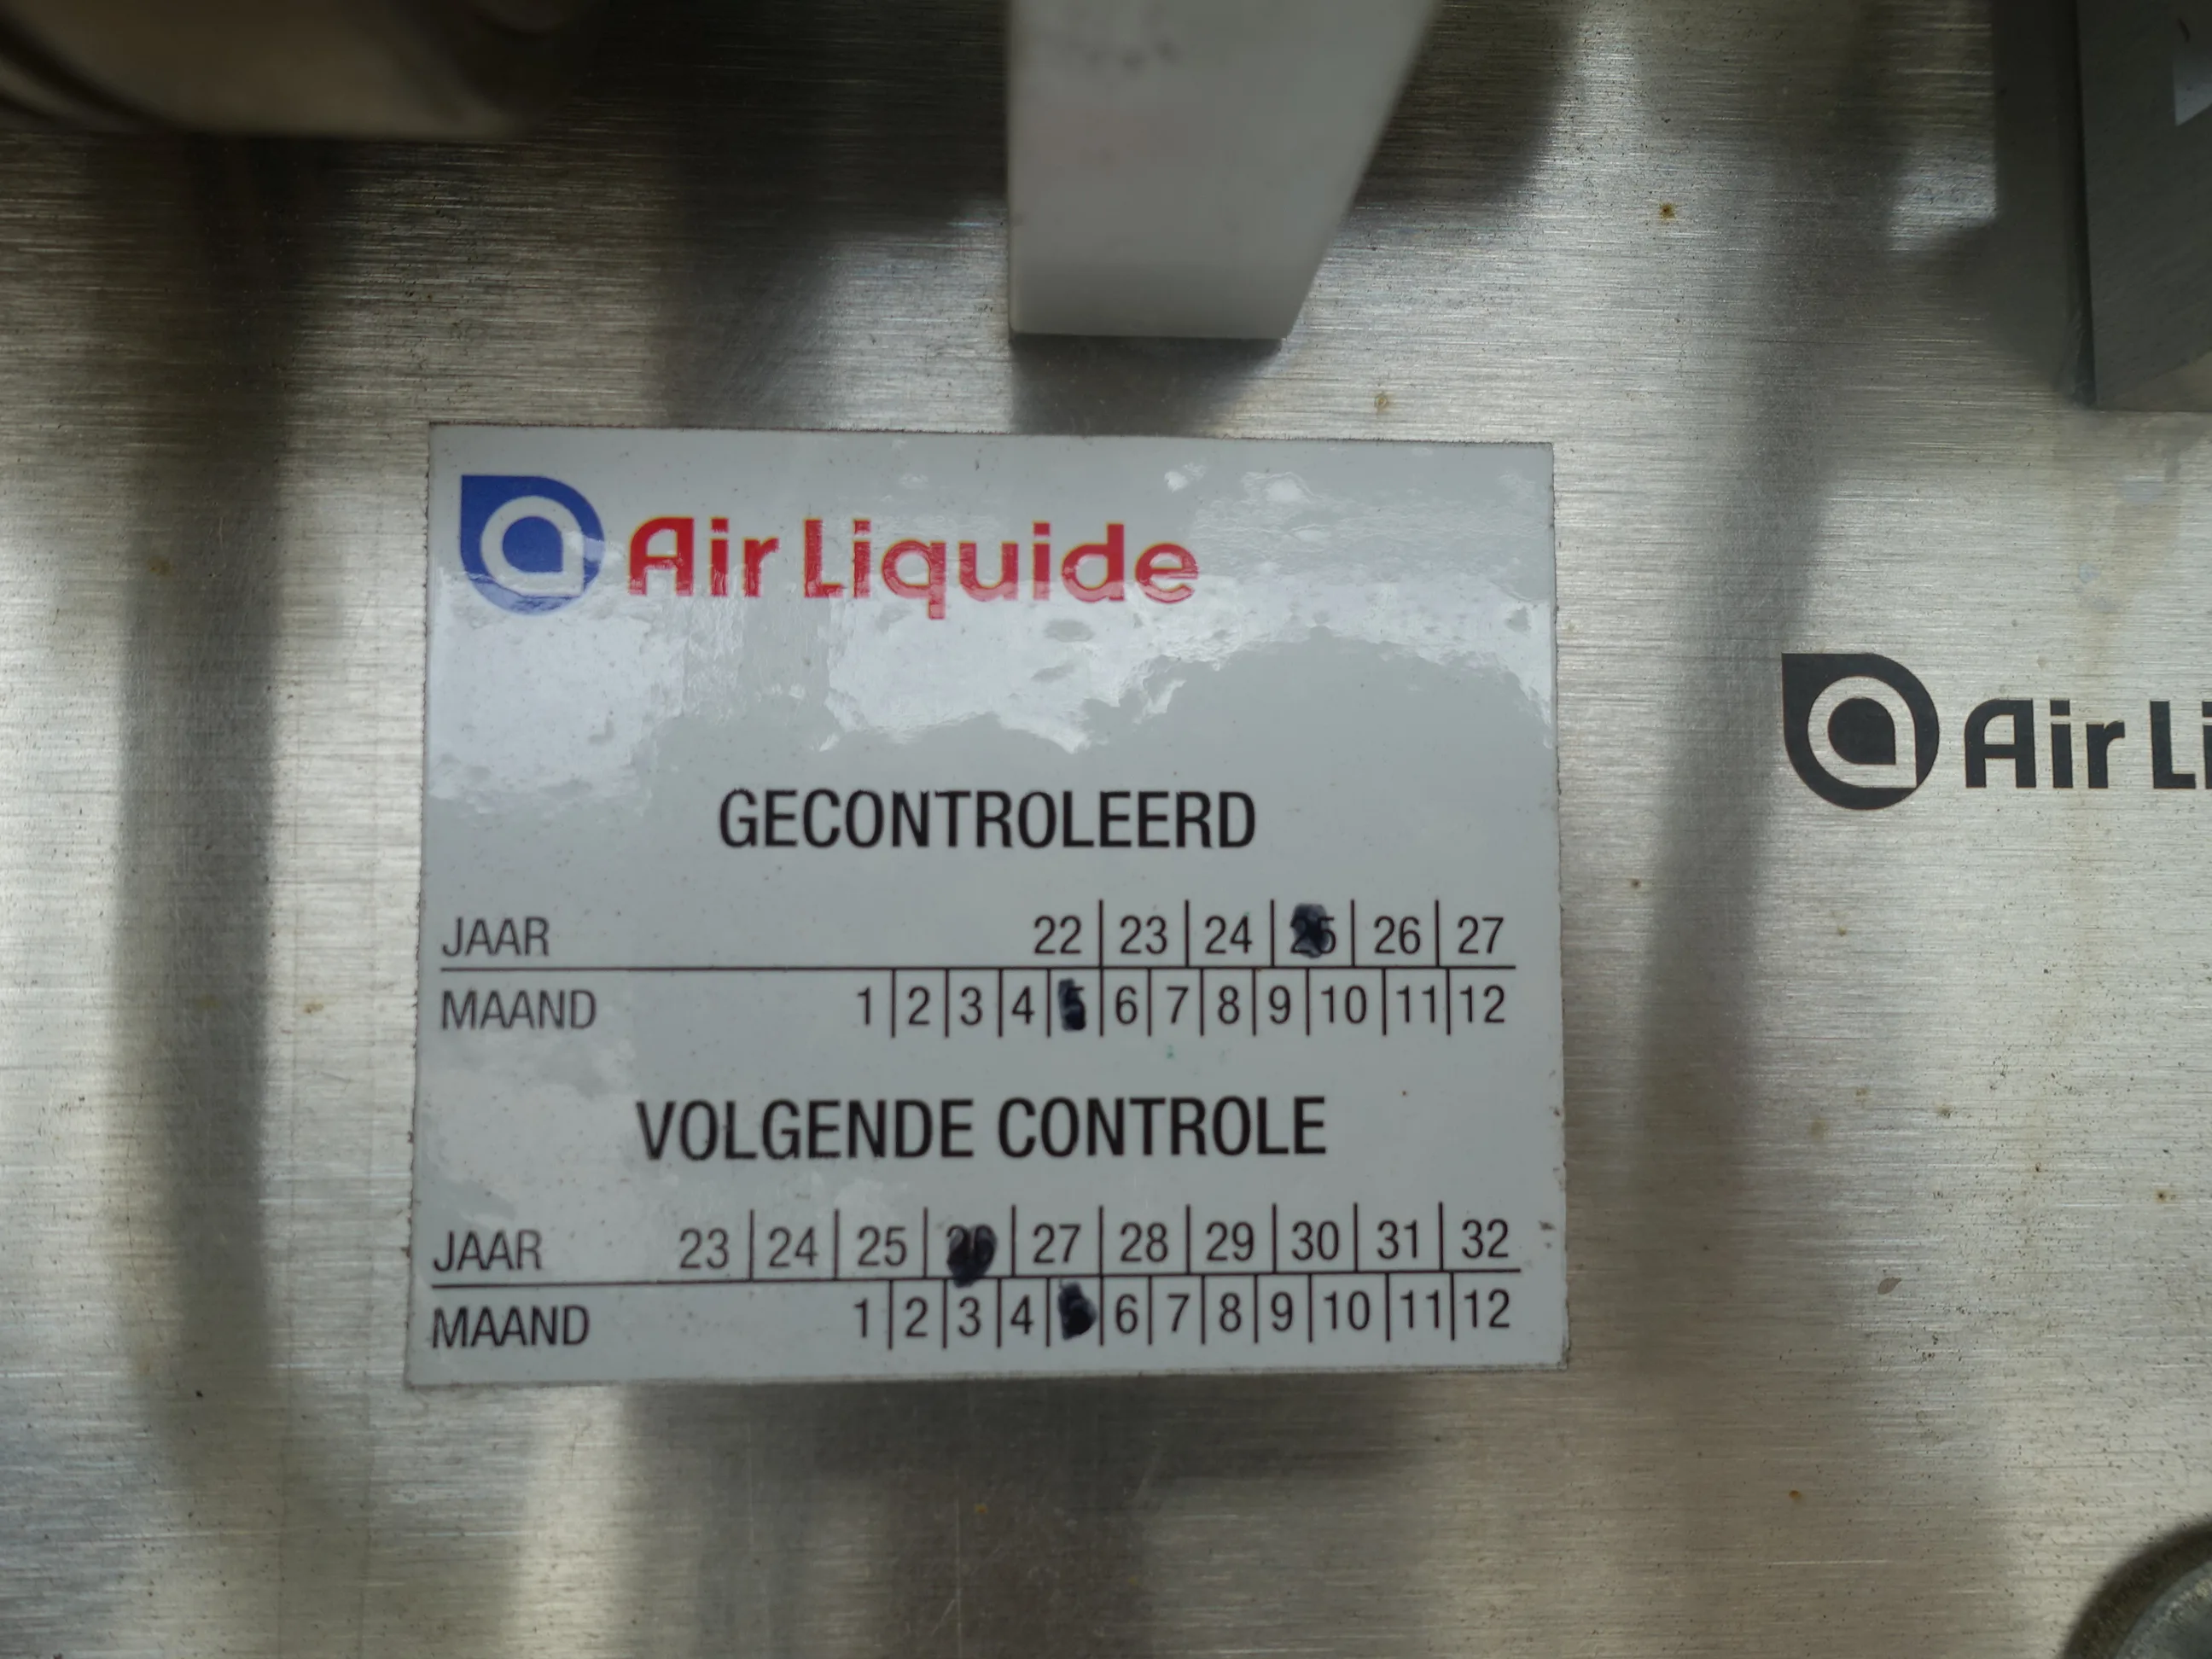 Air Liquide
Air Li
GECONTROLEERD
JAAR 22 23 24 25 26 27
MAAND 1 2 3 4 5 6 7 8 9 10 11 12
VOLGENDE CONTROLE
JAAR 23 24 25 26 27 28 29 30 31 32
MAAND 1 2 3 4 5 6 7 8 9 10 11 12